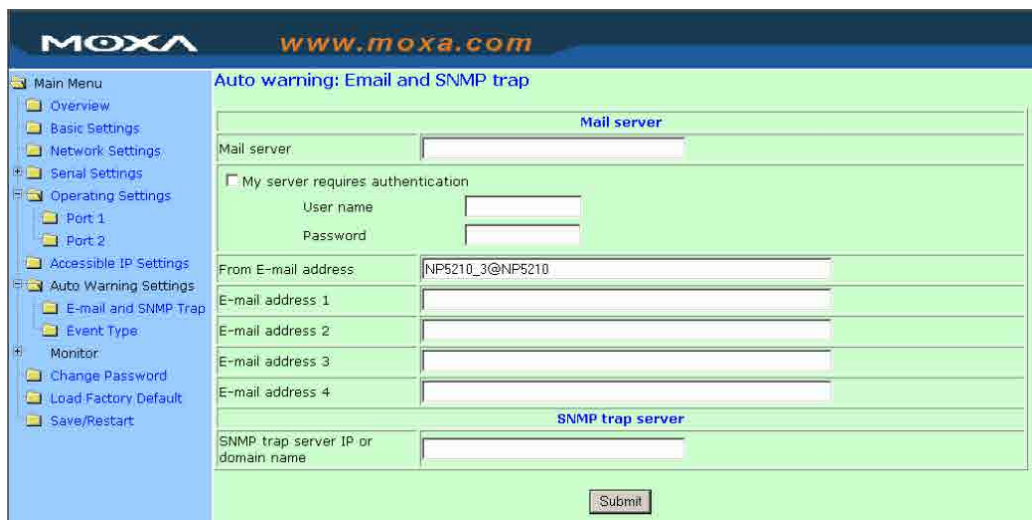 MOXA www.moxa.com
Main Menu
Overview
Basic Settings
Network Settings
Serial Settings
Operating Settings
Port 1
Port 2
Accessible IP Settings
Auto Warning Settings
E-mail and SNMP Trap
Event Type
Monitor
Change Password
Load Factory Default
Save/Restart
Auto warning: Email and SNMP trap
Mail server
Mail server
My server requires authentication
User name
Password
From E-mail address NP5210_3@NP5210
E-mail address 1
E-mail address 2
E-mail address 3
E-mail address 4
SNMP trap server
SNMP trap server IP or
domain name
Submit